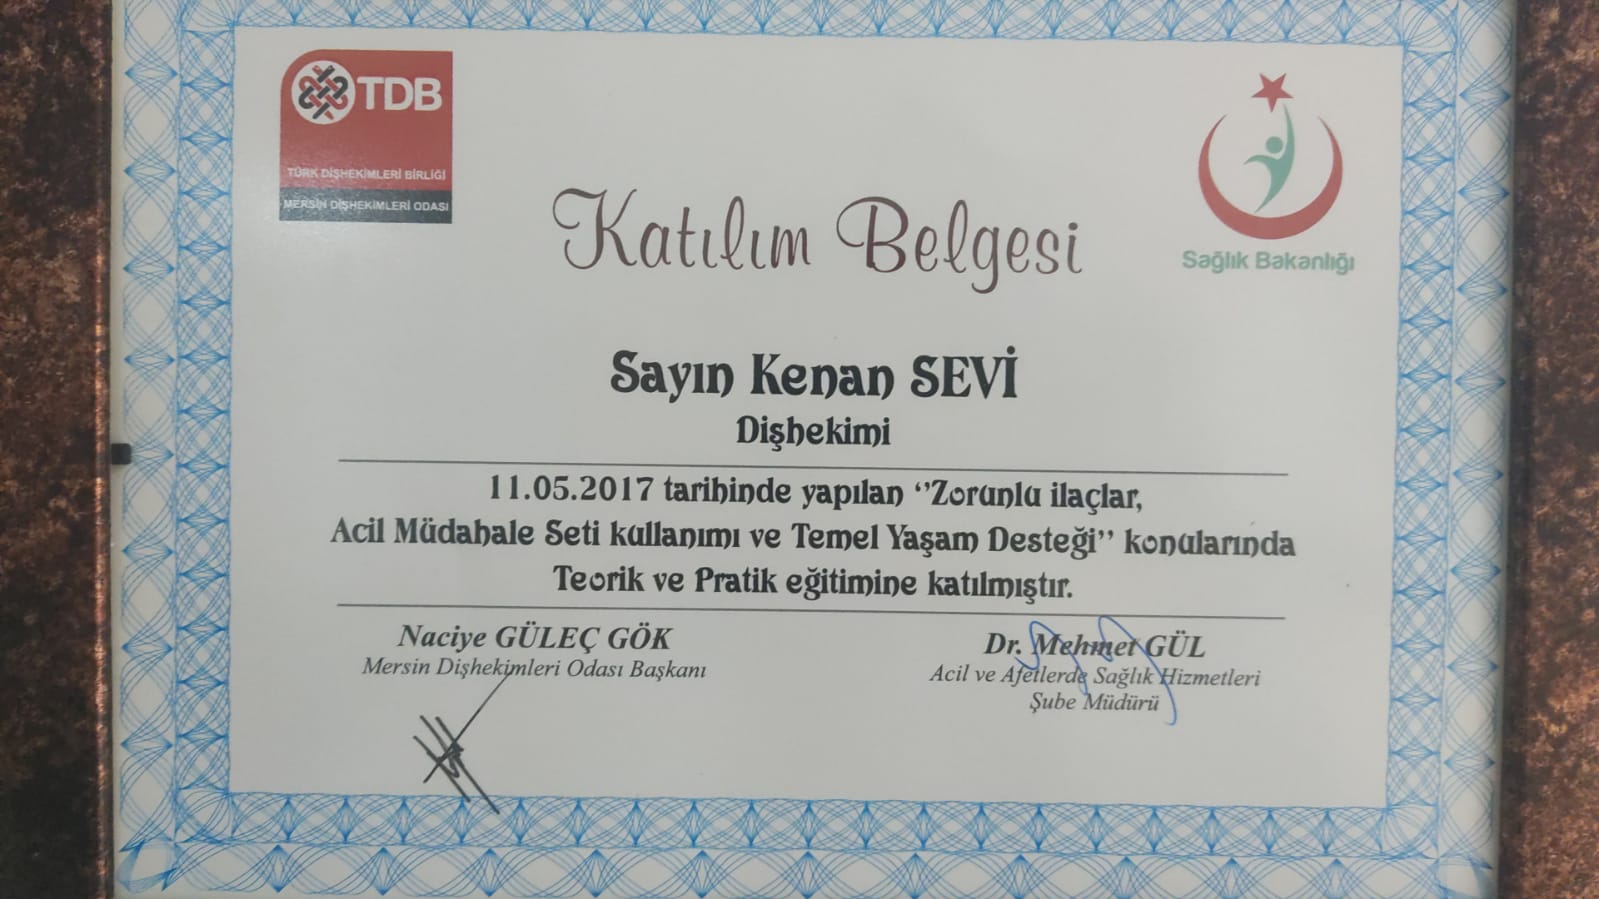 TDB
TÜRK DİŞHEKİMLERİ BİRLİĞİ
MERSİN DİŞHEKİMLERİ ODASI
Sağlık Bakanlığı
Katılım Belgesi
Sayın Kenan SEVİ
Dişhekimi
11.05.2017 tarihinde yapılan ‘’Zorunlu ilaçlar,
Acil Müdahale Seti kullanımı ve Temel Yaşam Desteği’’ konularında
Teorik ve Pratik eğitimine katılmıştır.
Naciye GÜLEÇ GÖK
Mersin Dişhekimleri Odası Başkanı
Dr. Mehmet GÜL
Acil ve Afetlerde Sağlık Hizmetleri
Şube Müdürü